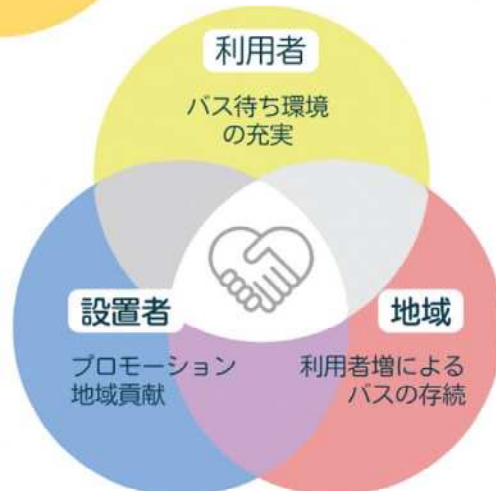 利用者
バス待ち環境
の充実
設置者
プロモーション
地域貢献
地域
利用者増による
バスの存続